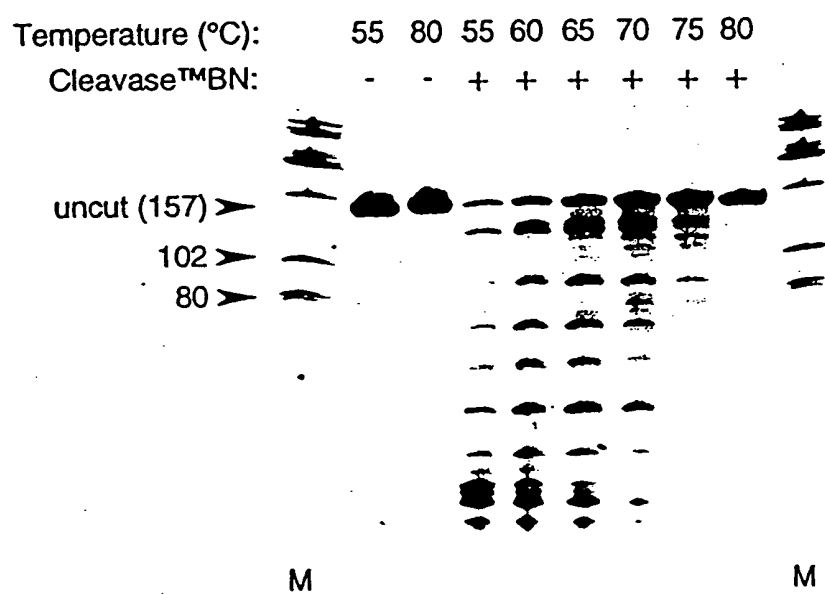 Temperature (°C): 55 80 55 60 65 70 75 80
Cleavase™BN: - - + + + + + +
uncut (157)
102
80
M M